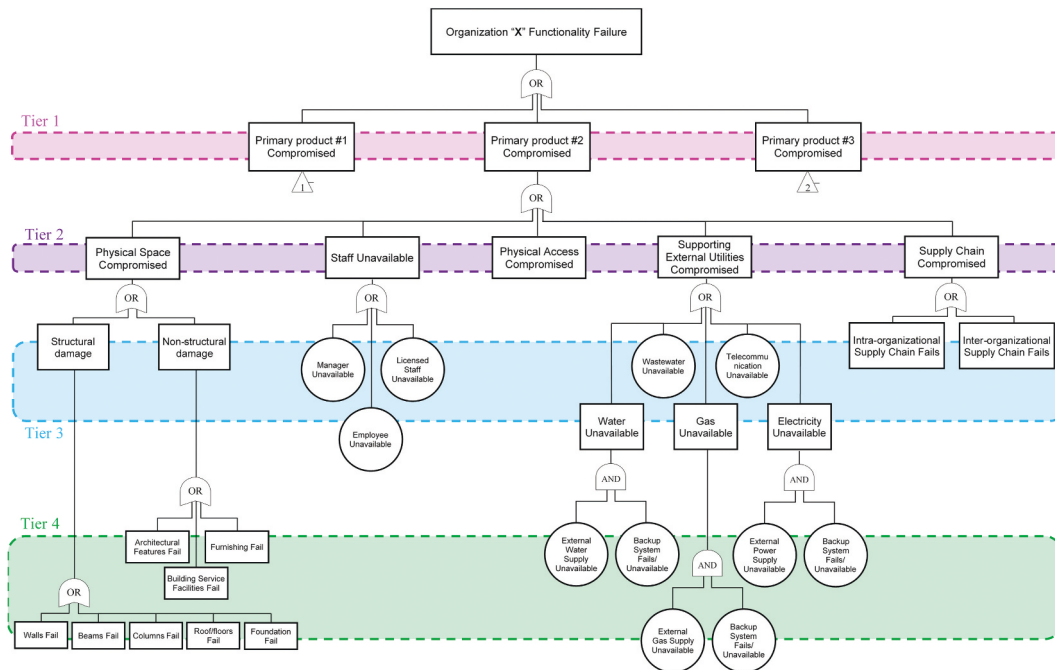 Organization "X" Functionality Failure
OR
Tier 1
Primary product #1
Compromised
Primary product #2
Compromised
Primary product #3
Compromised
1
2
OR
Tier 2
Physical Space
Compromised
Staff Unavailable
Physical Access
Compromised
Supporting
External Utilities
Compromised
Supply Chain
Compromised
OR
OR
OR
OR
Structural
damage
Non-structural
damage
Manager
Unavailable
Licensed
Staff
Unavailable
Employee
Unavailable
Wastewater
Unavailable
Telecommu
nication
Unavailable
Intra-organizational
Supply Chain Fails
Inter-organizational
Supply Chain Fails
Tier 3
Water
Unavailable
Gas
Unavailable
Electricity
Unavailable
OR
AND
AND
Tier 4
Architectural
Features Fail
Furnishing Fail
Building Service
Facilities Fail
External
Water
Supply
Unavailable
Backup
System
Fails/
Unavailable
External
Power
Supply
Unavailable
Backup
System
Fails/
Unavailable
OR
AND
Walls Fail
Beams Fail
Columns Fail
Roof/floors
Fail
Foundation
Fail
External
Gas Supply
Unavailable
Backup
System
Fails/
Unavailable